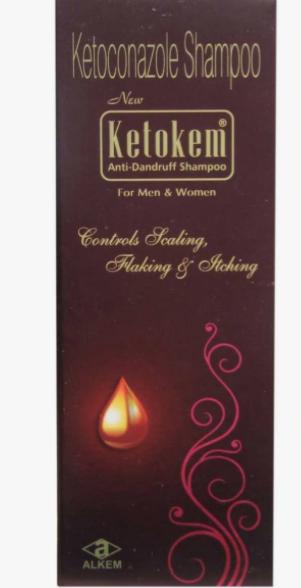 Ketoconazole Shampoo
New
Ketokem®
Anti-Dandruff Shampoo
For Men & Women
Controls Scaling,
Flaking & Itching
a
ALKEM